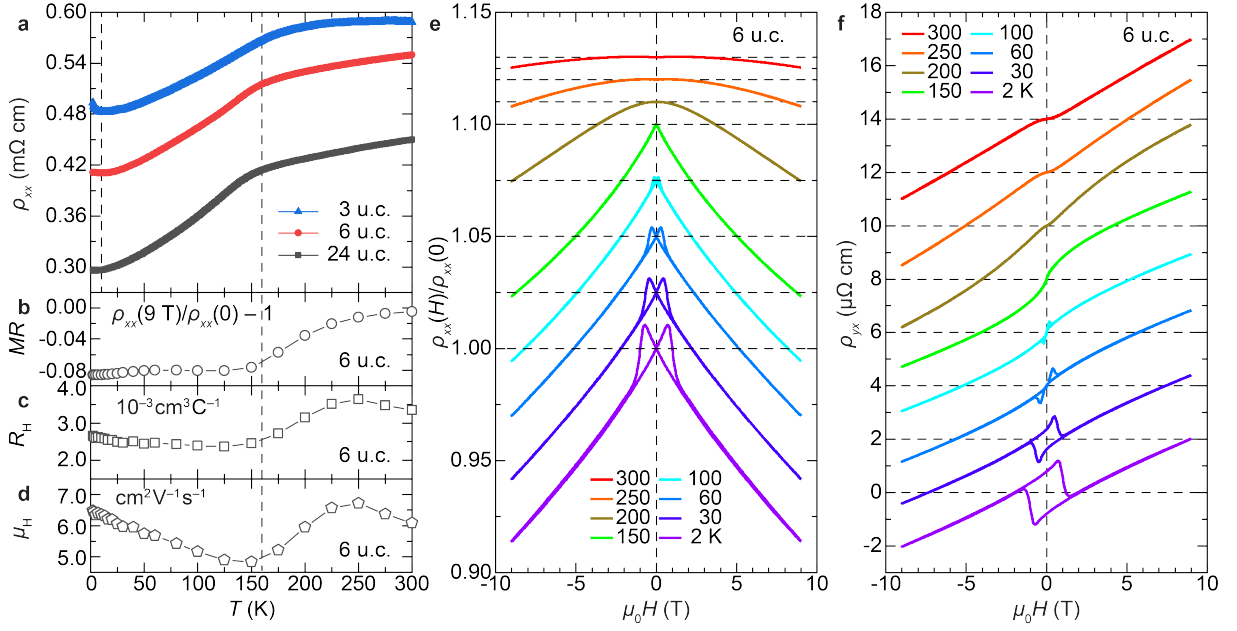 a
0.60
0.54
0.48
0.42
0.36
0.30
ρxx (mΩ cm)
3 u.c.
6 u.c.
24 u.c.
b
0.00
-0.04
-0.08
MR
ρxx(9 T)/ρxx(0) – 1
6 u.c.
c
4.0
3.0
2.0
RH
10⁻³cm³C⁻¹
6 u.c.
d
7.0
6.0
5.0
μH
cm²V⁻¹s⁻¹
6 u.c.
0 50 100 150 200 250 300
T (K)
e
6 u.c.
1.15
1.10
1.05
1.00
0.95
0.90
ρxx(H)/ρxx(0)
300 100
250 60
200 30
150 2 K
-10 -5 0 5 10
μ0H (T)
f
6 u.c.
300 100
250 60
200 30
150 2 K
18
16
14
12
10
8
6
4
2
0
-2
ρyx (μΩ cm)
-10 -5 0 5 10
μ0H (T)